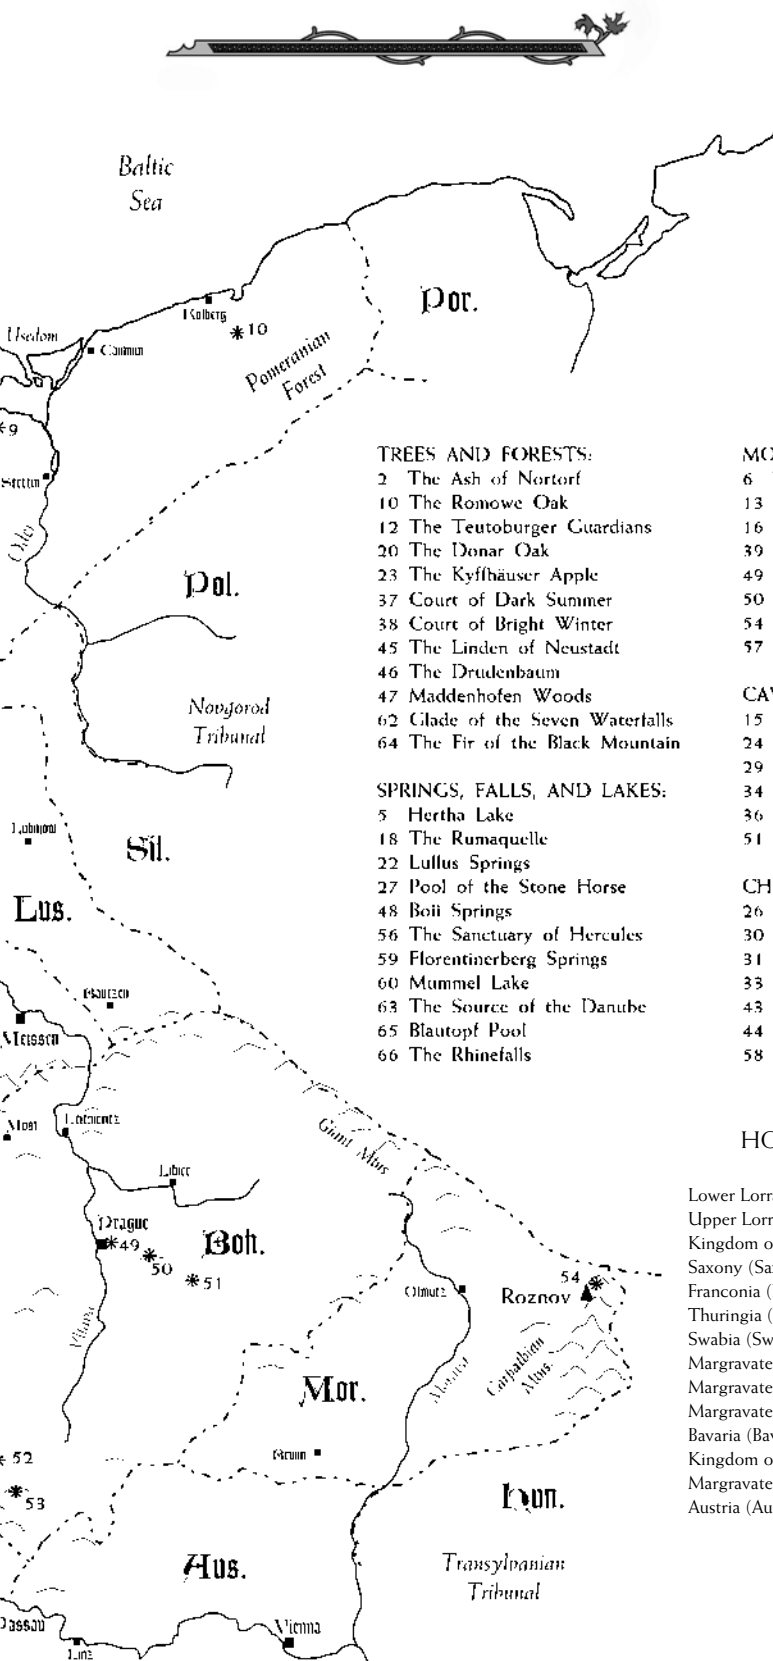 Baltic
Sea
Por.
Kolberg
10
Usedom
Cammin
Pomeranian
Forest
9
Stettin
Oder
Pol.
Novgorod
Tribunal
Sil.
Lus.
Bautzen
Meissen
Most
Giant Mtns
Libice
Prague
49
50
51
Boh.
Vltava
54
Roznov
Olmutz
Carpathian
Mtns.
Morava
Mor.
Brunn
52
53
Hun.
Aus.
Transylvanian
Tribunal
Passau
Linz
Vienna
TREES AND FORESTS:
2 The Ash of Nortorf
10 The Romowe Oak
12 The Teutoburger Guardians
20 The Donar Oak
23 The Kyffhäuser Apple
37 Court of Dark Summer
38 Court of Bright Winter
45 The Linden of Neustadt
46 The Drudenbaum
47 Maddenhofen Woods
62 Glade of the Seven Waterfalls
64 The Fir of the Black Mountain
SPRINGS, FALLS, AND LAKES:
5 Hertha Lake
18 The Rumaquelle
22 Lullus Springs
27 Pool of the Stone Horse
48 Boii Springs
56 The Sanctuary of Hercules
59 Florentinerberg Springs
60 Mummel Lake
63 The Source of the Danube
65 Blautopf Pool
66 The Rhinefalls
MO
6
13
16
39
49
50
54
57
CAV
15
24
29
34
36
51
CH
26
30
31
33
43
44
58
HO
Lower Lorr
Upper Lorr
Kingdom o
Saxony (Sa
Franconia (
Thuringia (
Swabia (Sw
Margravate
Margravate
Margravate
Bavaria (Bav
Kingdom o
Margravate
Austria (Au